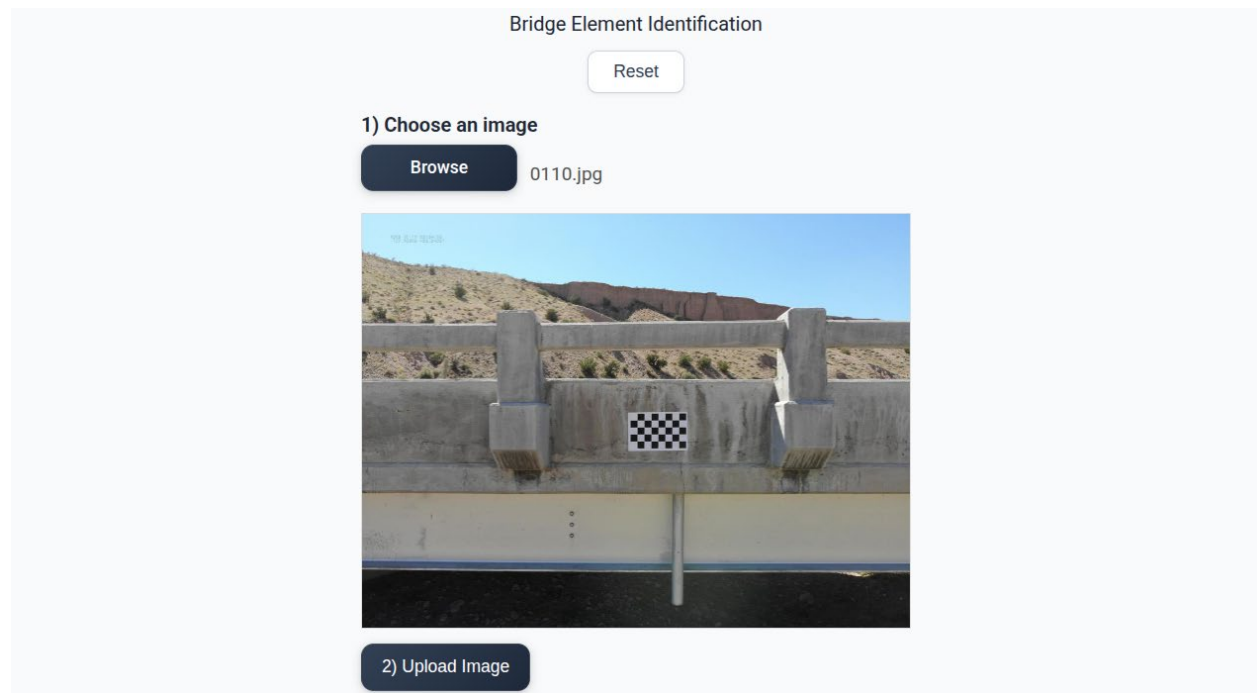 Bridge Element Identification
Reset
1) Choose an image
Browse
0110.jpg
2) Upload Image